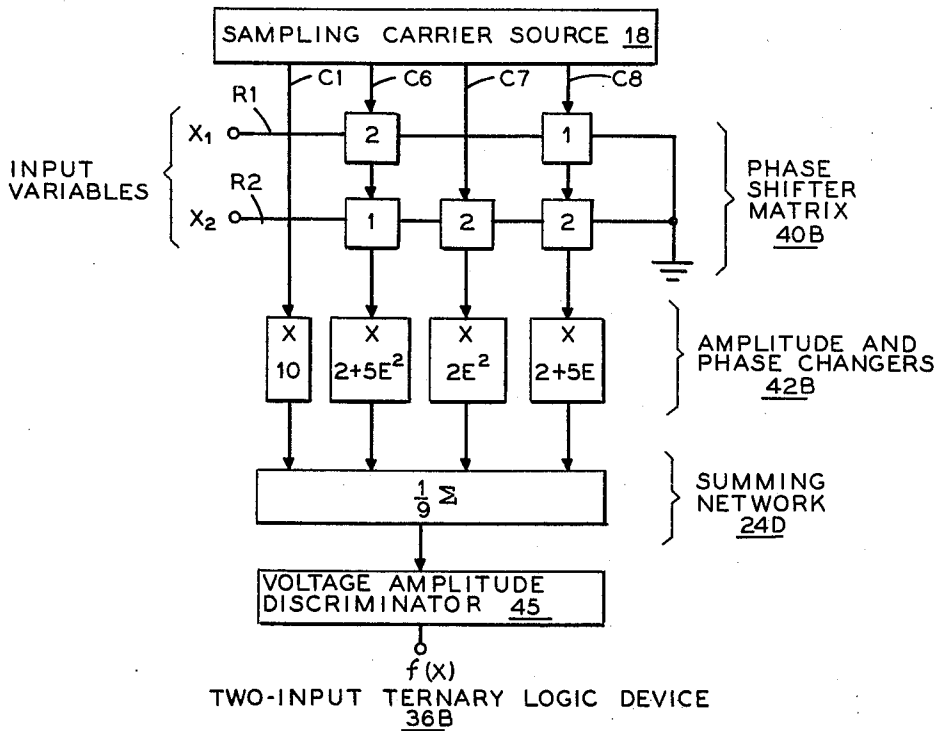 SAMPLING CARRIER SOURCE 18
C1 C6 C7 C8
R1
X₁ 2 1
INPUT VARIABLES
R2
X₂ 1 2 2
PHASE SHIFTER MATRIX 40B
X 10
X 2+5E²
X 2E²
X 2+5E
AMPLITUDE AND PHASE CHANGERS 42B
1/9 Σ
SUMMING NETWORK 24D
VOLTAGE AMPLITUDE DISCRIMINATOR 45
f(X)
TWO-INPUT TERNARY LOGIC DEVICE
36B